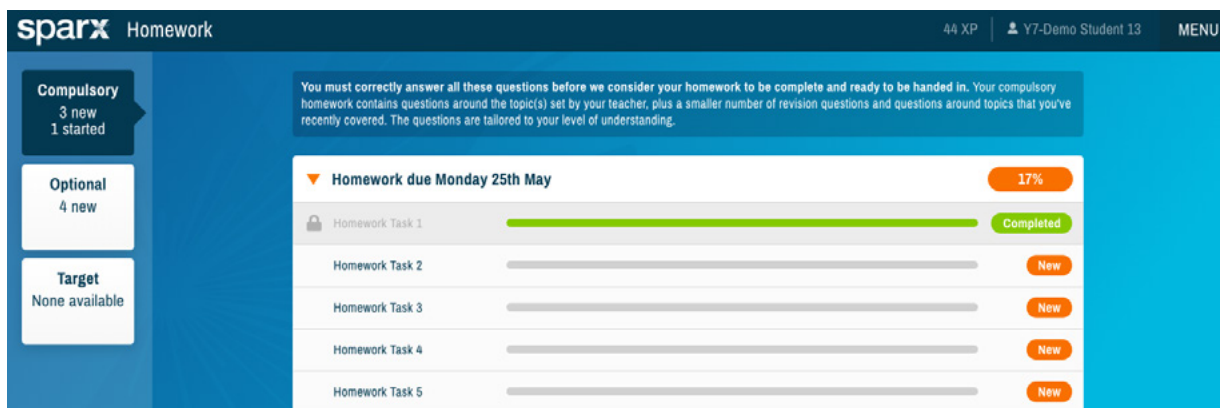 sparx Homework
44 XP
Y7-Demo Student 13
MENU
Compulsory
3 new
1 started
Optional
4 new
Target
None available
You must correctly answer all these questions before we consider your homework to be complete and ready to be handed in. Your compulsory
homework contains questions around the topic(s) set by your teacher, plus a smaller number of revision questions and questions around topics that you've
recently covered. The questions are tailored to your level of understanding.
Homework due Monday 25th May 17%
Homework Task 1 Completed
Homework Task 2 New
Homework Task 3 New
Homework Task 4 New
Homework Task 5 New